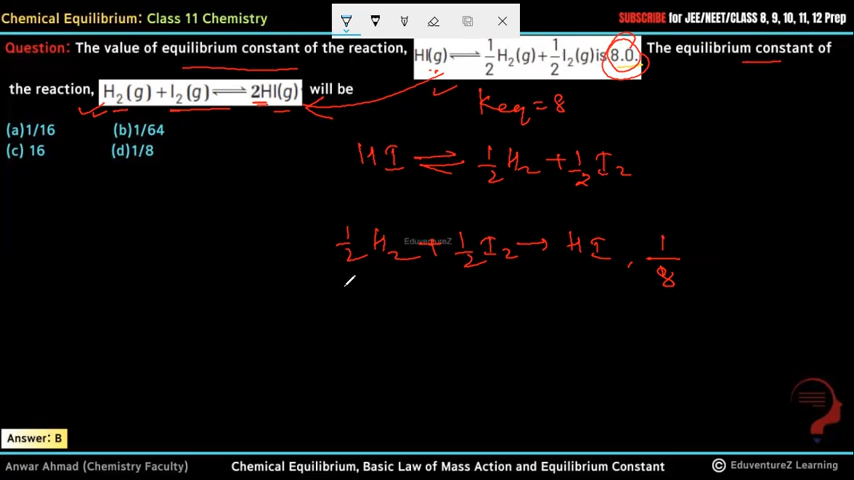 Chemical Equilibrium: Class 11 Chemistry
SUBSCRIBE for JEE/NEET/CLASS 8, 9, 10, 11, 12 Prep
Question: The value of equilibrium constant of the reaction, HI(g) ⇌ 1/2 H₂(g) + 1/2 I₂(g) is 8.0. The equilibrium constant of
the reaction, H₂(g) + I₂(g) ⇌ 2HI(g) will be
Keq = 8
(a)1/16 (b)1/64
(c) 16 (d)1/8
HI ⇌ 1/2 H₂ + 1/2 I₂
1/2 H₂ + 1/2 I₂ → HI, 1/8
EduventureZ
Answer: B
Anwar Ahmad (Chemistry Faculty) Chemical Equilibrium, Basic Law of Mass Action and Equilibrium Constant © EduventureZ Learning